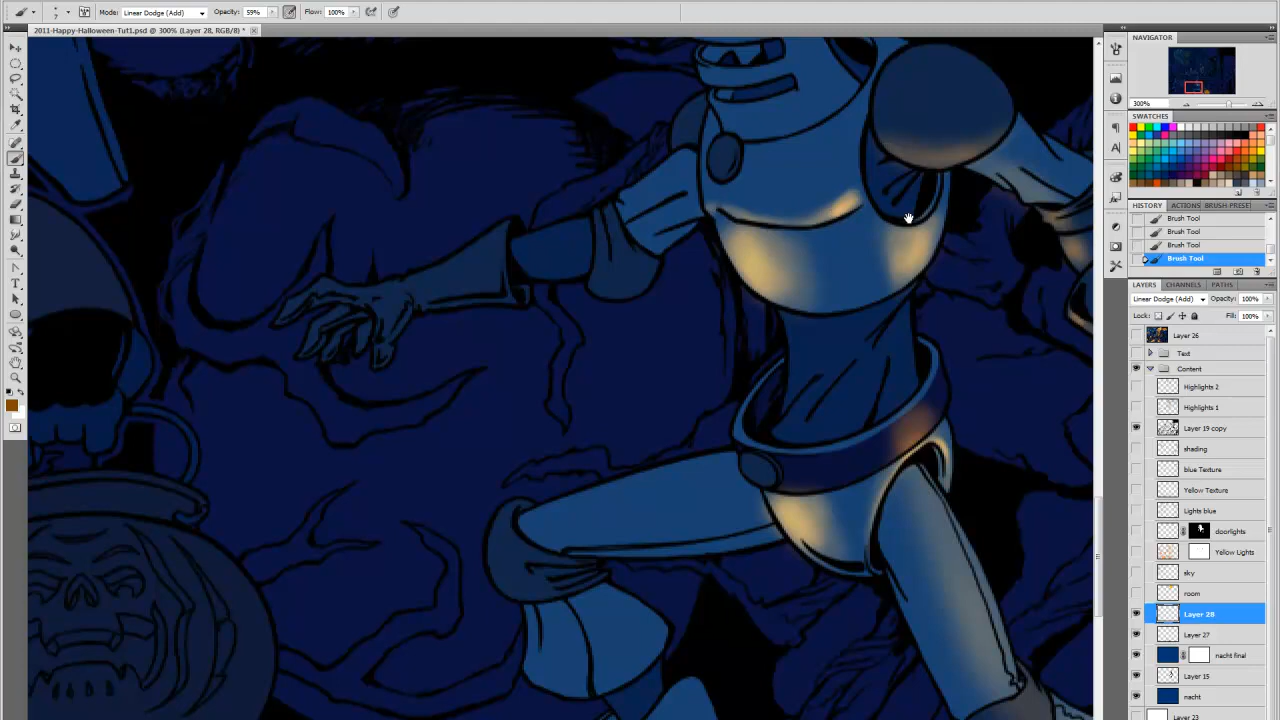 7
Mode: Linear Dodge (Add) Opacity: 59% Flow: 100%
2011-Happy-Halloween-Tut1.psd @ 300% (Layer 28, RGB/8) *
NAVIGATOR
300%
SWATCHES
HISTORY ACTIONS BRUSH PRESE
Brush Tool
Brush Tool
Brush Tool
Brush Tool
LAYERS CHANNELS PATHS
Linear Dodge (Add) Opacity: 100%
Lock: Fill: 100%
Layer 26
Text
Content
Highlights 2
Highlights 1
Layer 19 copy
shading
blue Texture
Yellow Texture
Lights blue
doorlights
Yellow Lights
sky
room
Layer 28
Layer 27
nacht final
Layer 15
nacht
Layer 23